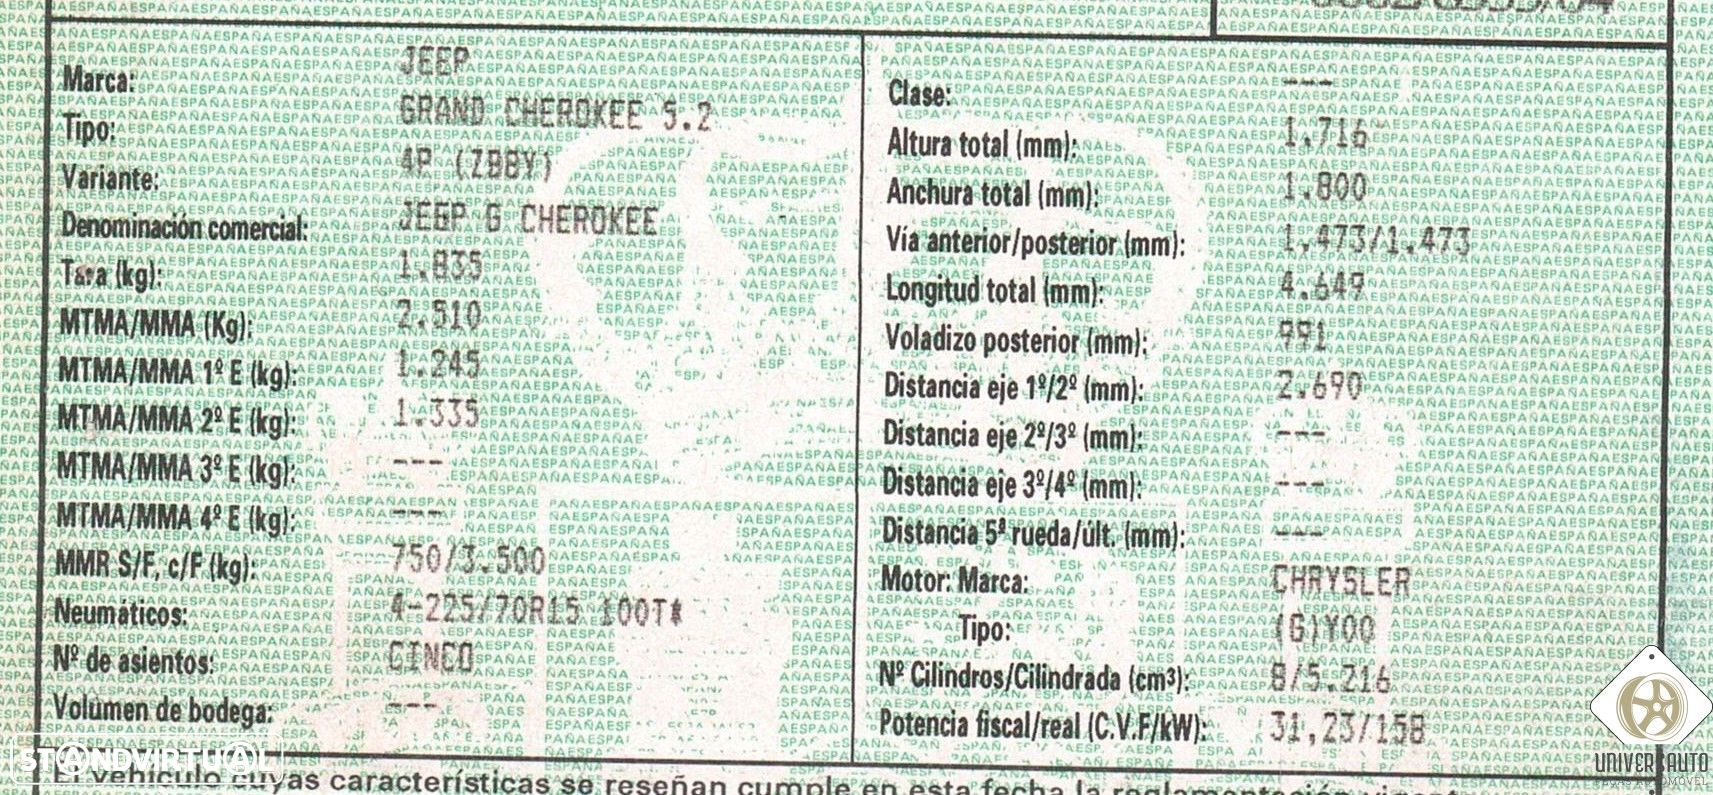 Marca: JEEP
Tipo: GRAND CHEROKEE 5.2
Variante: 4P (ZBBY)
Denominación comercial: JEEP G CHEROKEE
Tara (kg): 1.835
MTMA/MMA (Kg): 2.510
MTMA/MMA 1º E (kg): 1.245
MTMA/MMA 2º E (kg): 1.335
MTMA/MMA 3º E (kg): ---
MTMA/MMA 4º E (kg): ---
MMR S/F, c/F (kg): 750/3.500
Neumáticos: 4-225/70R15 100T*
Nº de asientos: CINCO
Volumen de bodega: ---
Clase: ---
Altura total (mm): 1.716
Anchura total (mm): 1.800
Vía anterior/posterior (mm): 1.473/1.473
Longitud total (mm): 4.649
Voladizo posterior (mm): 991
Distancia eje 1º/2º (mm): 2.690
Distancia eje 2º/3º (mm): ---
Distancia eje 3º/4º (mm): ---
Distancia 5ª rueda/últ. (mm): ---
Motor: Marca: CHRYSLER
Tipo: (G)Y00
Nº Cilindros/Cilindrada (cm³): 8/5.216
Potencia fiscal/real (C.V.F/kW): 31,23/158
El vehículo cuyas características se reseñan cumple en esta fecha la reglamentación vigente
STANDVIRTUAL
UNIVERSAUTO
PEÇAS AUTOMÓVEL